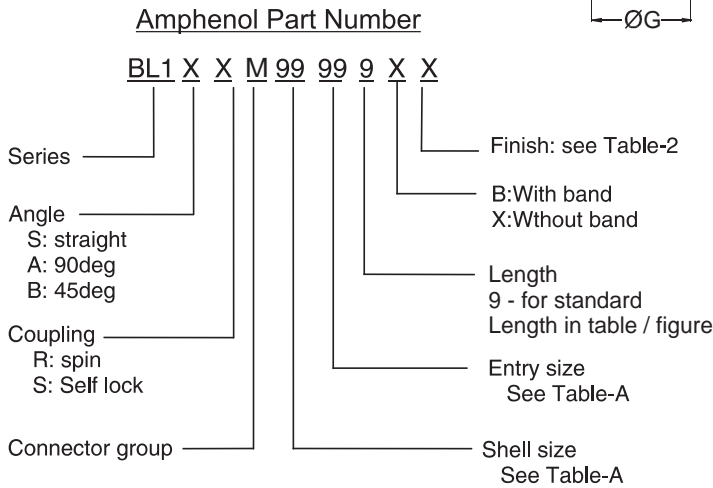 Amphenol Part Number
ØG
BL1 X X M 99 99 9 X X
Series
Angle
S: straight
A: 90deg
B: 45deg
Coupling
R: spin
S: Self lock
Connector group
Finish: see Table-2
B:With band
X:Wthout band
Length
9 - for standard
Length in table / figure
Entry size
See Table-A
Shell size
See Table-A